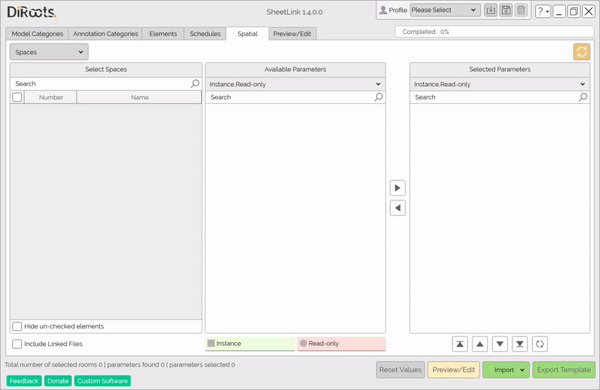 DiRoots.
SheetLink 1.4.0.0
Profile
Please Select
?
Model Categories
Annotation Categories
Elements
Schedules
Spatial
Preview/Edit
Completed 0%
Spaces
Select Spaces
Available Parameters
Selected Parameters
Search
Instance,Read-only
Instance,Read-only
Number
Name
Search
Search
Hide un-checked elements
Include Linked Files
Instance
Read-only
Total number of selected rooms 0 | parameters found 0 | parameters selected 0
Reset Values
Preview/Edit
Import
Export Template
Feedback
Donate
Custom Software